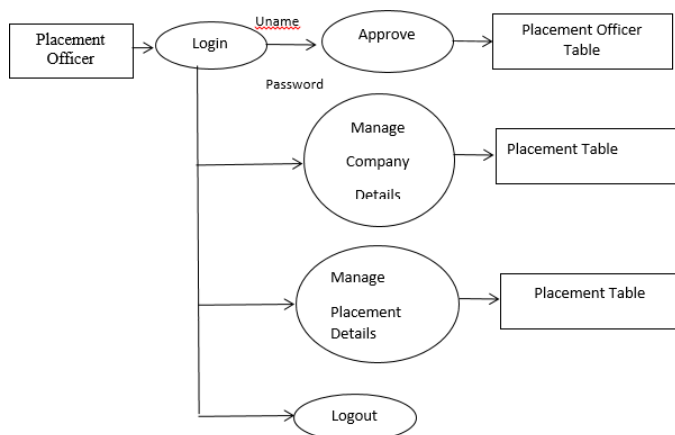 Placement
Officer
Login
Uname
Password
Approve
Placement Officer
Table
Manage
Company
Details
Placement Table
Manage
Placement
Details
Placement Table
Logout